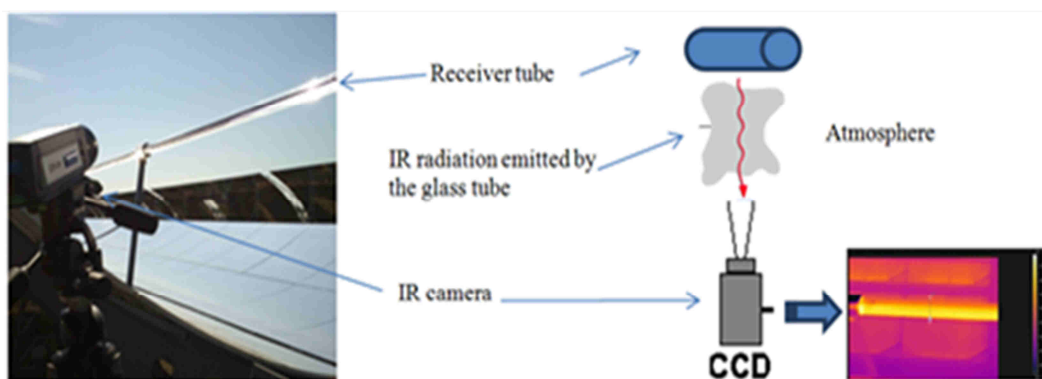 Receiver tube
Atmosphere
IR radiation emitted by
the glass tube
IR camera
CCD